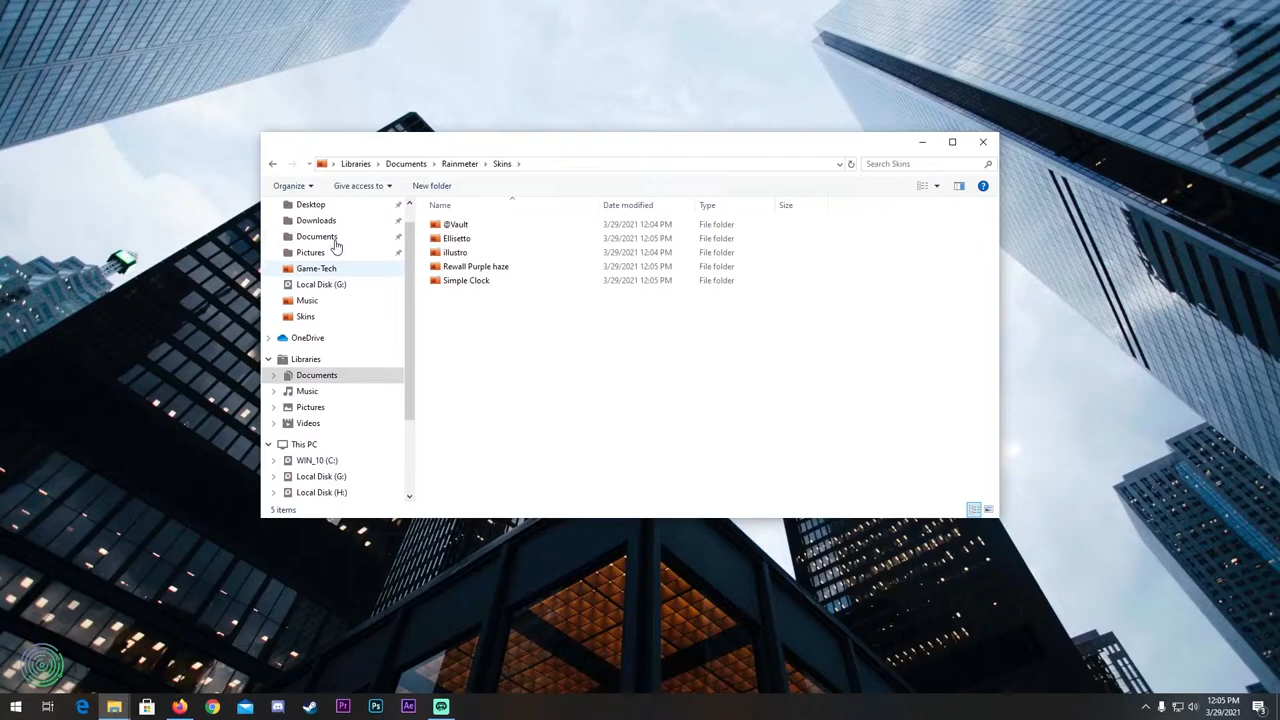 Libraries Documents Rainmeter Skins
Search Skins
Organize Give access to New folder
Name Date modified Type Size
@Vault 3/29/2021 12:04 PM File folder
Ellisetto 3/29/2021 12:05 PM File folder
illustro 3/29/2021 12:04 PM File folder
Rewall Purple haze 3/29/2021 12:05 PM File folder
Simple Clock 3/29/2021 12:05 PM File folder
Desktop
Downloads
Documents
Pictures
Game-Tech
Local Disk (G:)
Music
Skins
OneDrive
Libraries
Documents
Music
Pictures
Videos
This PC
WIN_10 (C:)
Local Disk (G:)
Local Disk (H:)
5 items
Pr
Ps
Ae
12:05 PM
3/29/2021
3